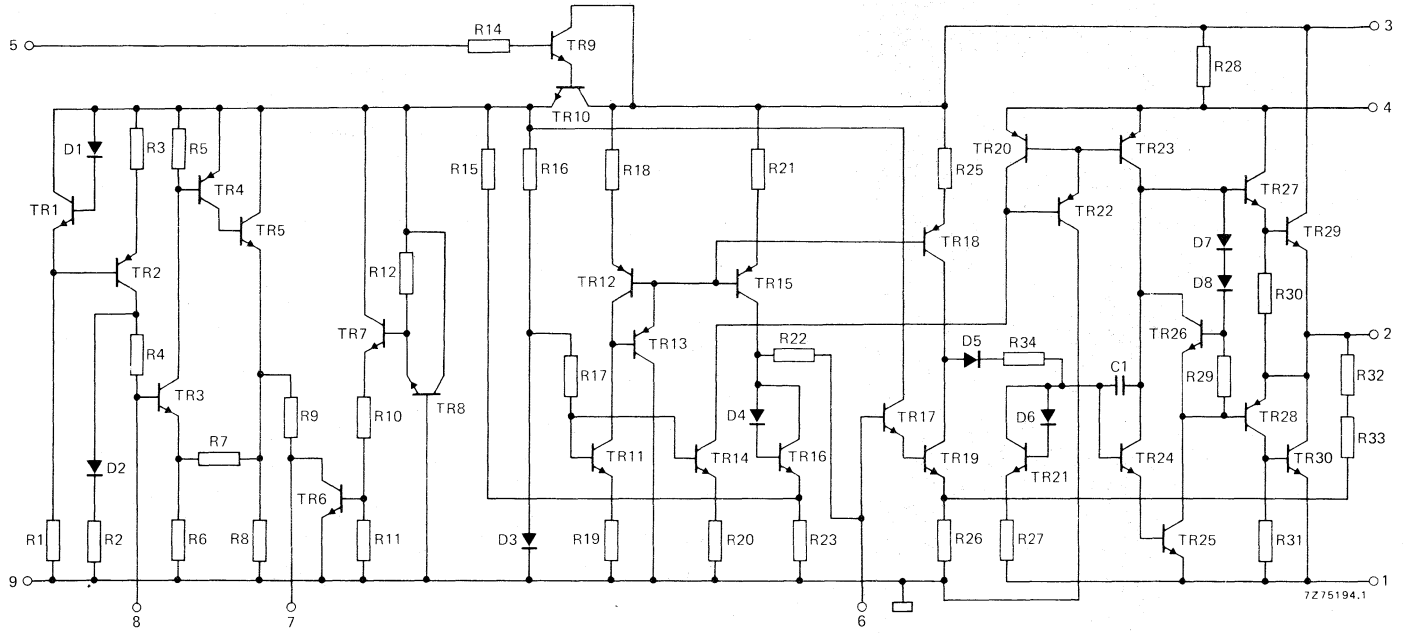 R14
5
TR9
3
R28
TR10
4
D1
R3
R5
R15
R16
R18
R21
R25
TR20
TR23
TR4
TR1
TR5
TR22
TR27
TR18
TR29
D7
TR2
R12
TR12
TR15
D8
R30
TR7
TR13
TR26
2
R22
D5
R34
R4
R17
C1
R29
R32
TR3
TR8
R9
R10
D4
TR17
D6
TR28
R33
R7
D2
TR11
TR14
TR16
TR19
TR21
TR24
TR30
TR6
R1
R2
R6
R8
R11
D3
R19
R20
R23
R26
R27
TR25
R31
9
1
7Z75194.1
8
7
6